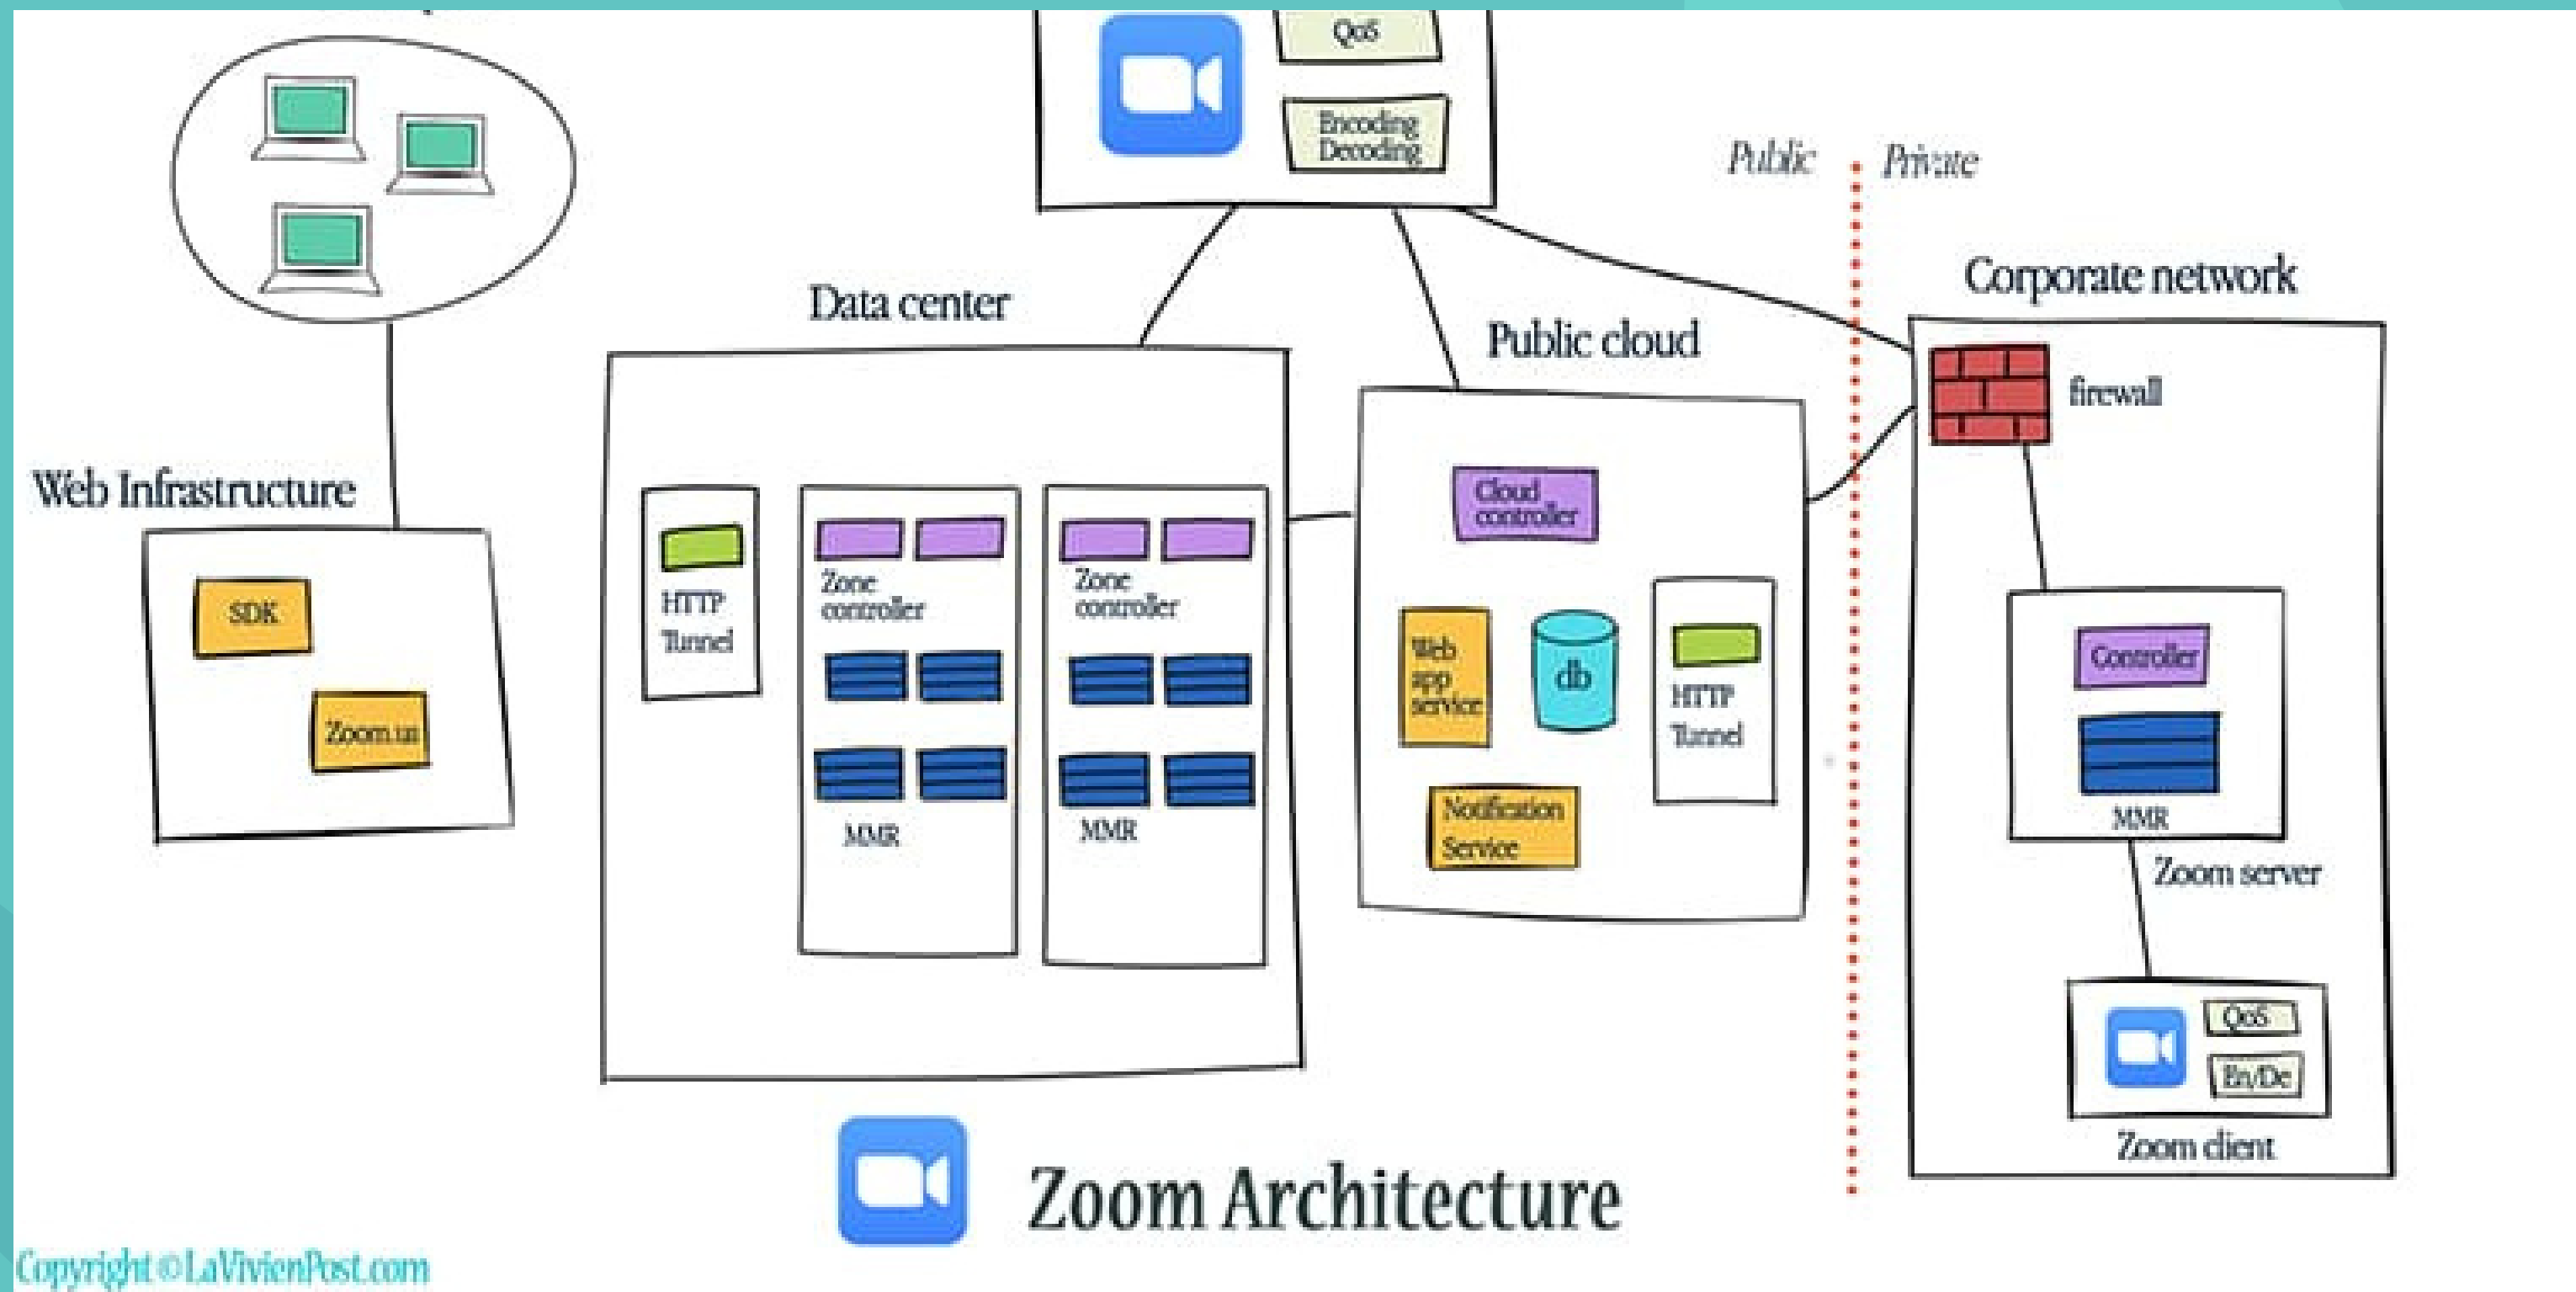 QoS
Encoding
Decoding
Public
Private
Corporate network
Data center
Public cloud
firewall
Web Infrastructure
Cloud
controller
SDK
HTTP
Tunnel
Zone
controller
Zone
controller
Web
app
service
db
HTTP
Tunnel
Controller
Zoom.us
Notification
Service
MMR
MMR
MMR
Zoom server
QoS
En/De
Zoom client
Zoom Architecture
Copyright ©LaVivienPost.com